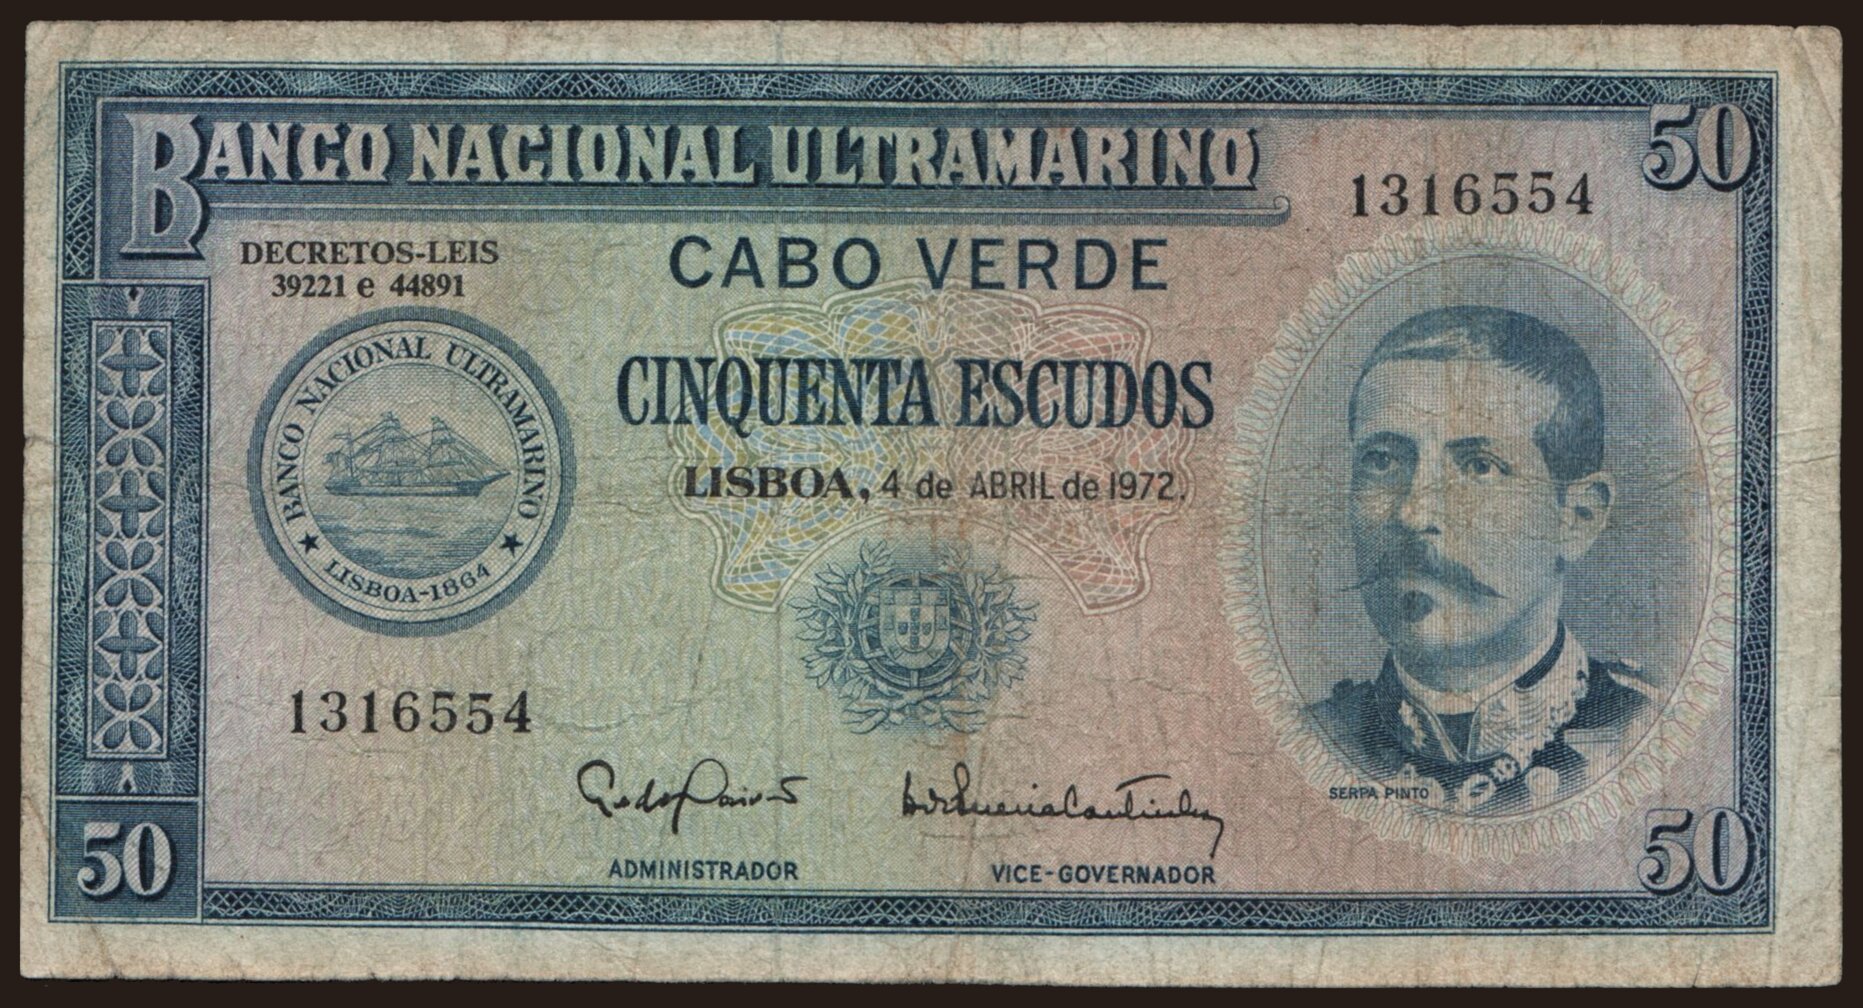 BANCO NACIONAL ULTRAMARINO
50
1316554
DECRETOS-LEIS
39221 e 44891
CABO VERDE
BANCO NACIONAL ULTRAMARINO
LISBOA-1864
CINQUENTA ESCUDOS
LISBOA, 4 de ABRIL de 1972.
1316554
SERPA PINTO
ADMINISTRADOR
VICE-GOVERNADOR
50
50